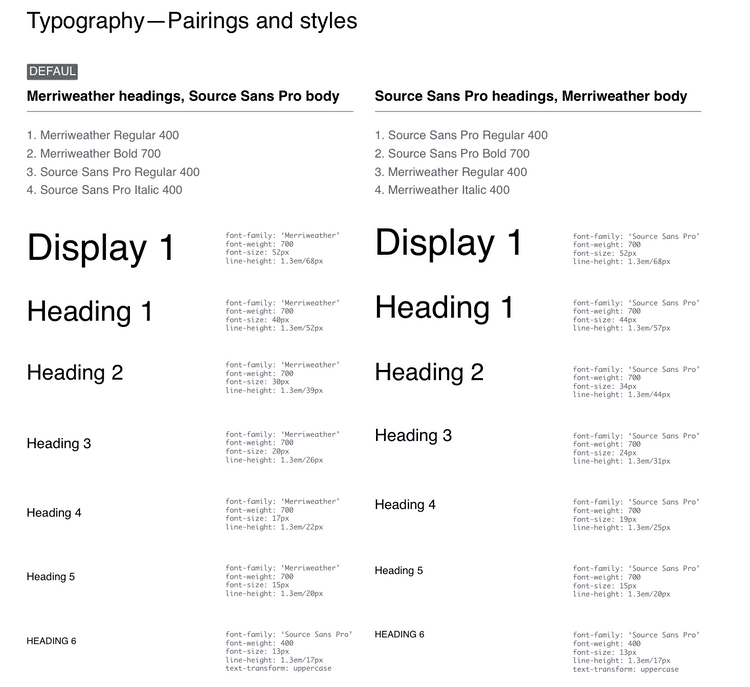 Typography—Pairings and styles
DEFAUL
Merriweather headings, Source Sans Pro body
1. Merriweather Regular 400
2. Merriweather Bold 700
3. Source Sans Pro Regular 400
4. Source Sans Pro Italic 400
Display 1
font-family: ‘Merriweather’
font-weight: 700
font-size: 52px
line-height: 1.3em/68px
Heading 1
font-family: ‘Merriweather’
font-weight: 700
font-size: 40px
line-height: 1.3em/52px
Heading 2
font-family: ‘Merriweather’
font-weight: 700
font-size: 30px
line-height: 1.3em/39px
Heading 3
font-family: ‘Merriweather’
font-weight: 700
font-size: 20px
line-height: 1.3em/26px
Heading 4
font-family: ‘Merriweather’
font-weight: 700
font-size: 17px
line-height: 1.3em/22px
Heading 5
font-family: ‘Merriweather’
font-weight: 700
font-size: 15px
line-height: 1.3em/20px
HEADING 6
font-family: ‘Source Sans Pro’
font-weight: 400
font-size: 13px
line-height: 1.3em/17px
text-transform: uppercase
Source Sans Pro headings, Merriweather body
1. Source Sans Pro Regular 400
2. Source Sans Pro Bold 700
3. Merriweather Regular 400
4. Merriweather Italic 400
Display 1
font-family: ‘Source Sans Pro’
font-weight: 700
font-size: 52px
line-height: 1.3em/68px
Heading 1
font-family: ‘Source Sans Pro’
font-weight: 700
font-size: 44px
line-height: 1.3em/57px
Heading 2
font-family: ‘Source Sans Pro’
font-weight: 700
font-size: 34px
line-height: 1.3em/44px
Heading 3
font-family: ‘Source Sans Pro’
font-weight: 700
font-size: 24px
line-height: 1.3em/31px
Heading 4
font-family: ‘Source Sans Pro’
font-weight: 700
font-size: 19px
line-height: 1.3em/25px
Heading 5
font-family: ‘Source Sans Pro’
font-weight: 700
font-size: 15px
line-height: 1.3em/20px
HEADING 6
font-family: ‘Source Sans Pro’
font-weight: 400
font-size: 13px
line-height: 1.3em/17px
text-transform: uppercase